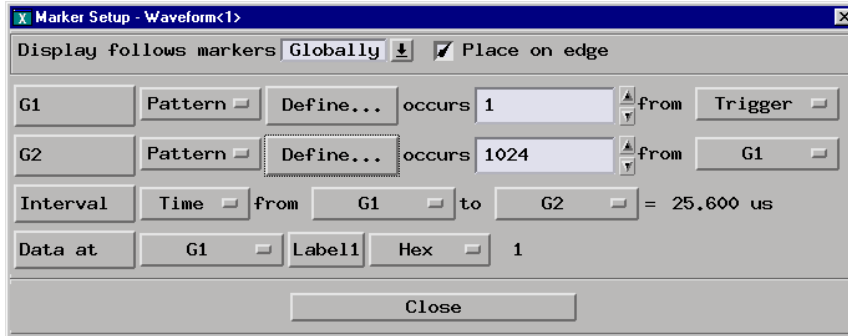 Marker Setup - Waveform<1>
Display follows markers Globally Place on edge
G1 Pattern Define... occurs 1 from Trigger
G2 Pattern Define... occurs 1024 from G1
Interval Time from G1 to G2 = 25.600 us
Data at G1 Label1 Hex 1
Close